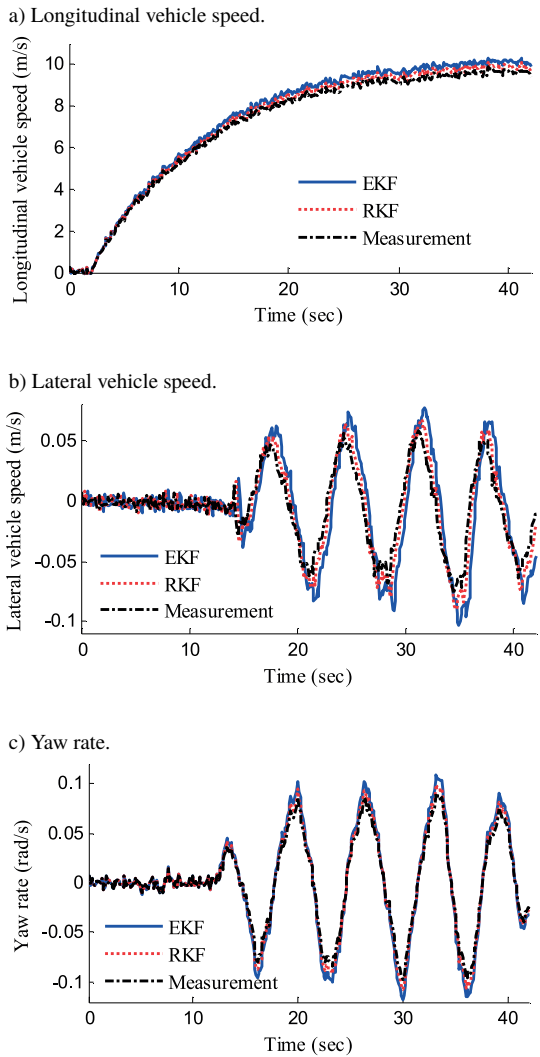 a) Longitudinal vehicle speed.
Longitudinal vehicle speed (m/s)
10
8
6
4
2
0
EKF
RKF
Measurement
0 10 20 30 40
Time (sec)
b) Lateral vehicle speed.
Lateral vehicle speed (m/s)
0.05
0
-0.05
-0.1
EKF
RKF
Measurement
0 10 20 30 40
Time (sec)
c) Yaw rate.
Yaw rate (rad/s)
0.1
0.05
0
-0.05
-0.1
EKF
RKF
Measurement
0 10 20 30 40
Time (sec)